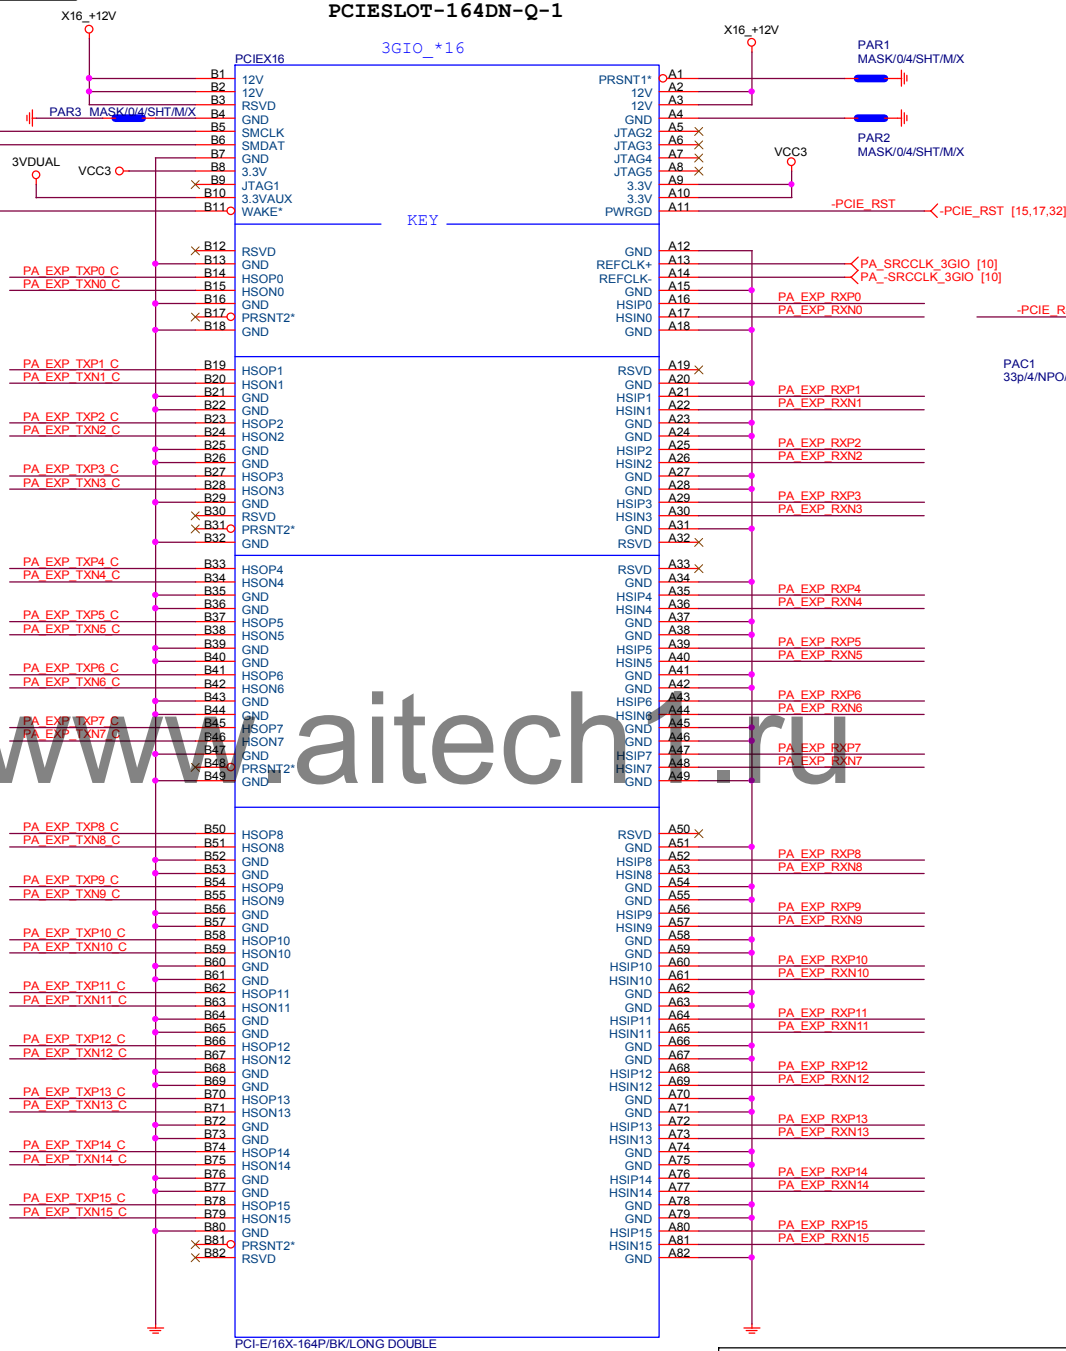 PCIESLOT-164DN-Q-1
X16_+12V
X16_+12V
3GIO_*16
PCIEX16
PAR1
MASK/0/4/SHT/M/X
PAR3 MASK/0/4/SHT/M/X
PAR2
MASK/0/4/SHT/M/X
3VDUAL
VCC3
VCC3
B1 12V PRSNT1* A1
B2 12V 12V A2
B3 RSVD 12V A3
B4 GND GND A4
B5 SMCLK JTAG2 A5
B6 SMDAT JTAG3 A6
B7 GND JTAG4 A7
B8 3.3V JTAG5 A8
B9 JTAG1 3.3V A9
B10 3.3VAUX 3.3V A10
B11 WAKE* PWRGD A11 -PCIE_RST -PCIE_RST [15,17,32]
KEY
B12 RSVD GND A12
B13 GND REFCLK+ A13 PA_SRCCLK_3GIO [10]
PA_EXP_TXP0_C B14 HSOP0 REFCLK- A14 PA_-SRCCLK_3GIO [10]
PA_EXP_TXN0_C B15 HSON0 GND A15
B16 GND HSIP0 A16 PA_EXP_RXP0
B17 PRSNT2* HSIN0 A17 PA_EXP_RXN0 -PCIE_R
B18 GND GND A18
PAC1
33p/4/NPO/
PA_EXP_TXP1_C B19 HSOP1 RSVD A19
PA_EXP_TXN1_C B20 HSON1 GND A20
B21 GND HSIP1 A21 PA_EXP_RXP1
B22 GND HSIN1 A22 PA_EXP_RXN1
PA_EXP_TXP2_C B23 HSOP2 GND A23
PA_EXP_TXN2_C B24 HSON2 GND A24
B25 GND HSIP2 A25 PA_EXP_RXP2
B26 GND HSIN2 A26 PA_EXP_RXN2
PA_EXP_TXP3_C B27 HSOP3 GND A27
PA_EXP_TXN3_C B28 HSON3 GND A28
B29 GND HSIP3 A29 PA_EXP_RXP3
B30 RSVD HSIN3 A30 PA_EXP_RXN3
B31 PRSNT2* GND A31
B32 GND RSVD A32
PA_EXP_TXP4_C B33 HSOP4 RSVD A33
PA_EXP_TXN4_C B34 HSON4 GND A34
B35 GND HSIP4 A35 PA_EXP_RXP4
B36 GND HSIN4 A36 PA_EXP_RXN4
PA_EXP_TXP5_C B37 HSOP5 GND A37
PA_EXP_TXN5_C B38 HSON5 GND A38
B39 GND HSIP5 A39 PA_EXP_RXP5
B40 GND HSIN5 A40 PA_EXP_RXN5
PA_EXP_TXP6_C B41 HSOP6 GND A41
PA_EXP_TXN6_C B42 HSON6 GND A42
B43 GND HSIP6 A43 PA_EXP_RXP6
B44 GND HSIN6 A44 PA_EXP_RXN6
PA_EXP_TXP7_C B45 HSOP7 GND A45
PA_EXP_TXN7_C B46 HSON7 GND A46
B47 GND HSIP7 A47 PA_EXP_RXP7
B48 PRSNT2* HSIN7 A48 PA_EXP_RXN7
B49 GND GND A49
www.aitech1.ru
PA_EXP_TXP8_C B50 HSOP8 RSVD A50
PA_EXP_TXN8_C B51 HSON8 GND A51
B52 GND HSIP8 A52 PA_EXP_RXP8
B53 GND HSIN8 A53 PA_EXP_RXN8
PA_EXP_TXP9_C B54 HSOP9 GND A54
PA_EXP_TXN9_C B55 HSON9 GND A55
B56 GND HSIP9 A56 PA_EXP_RXP9
B57 GND HSIN9 A57 PA_EXP_RXN9
PA_EXP_TXP10_C B58 HSOP10 GND A58
PA_EXP_TXN10_C B59 HSON10 GND A59
B60 GND HSIP10 A60 PA_EXP_RXP10
B61 GND HSIN10 A61 PA_EXP_RXN10
PA_EXP_TXP11_C B62 HSOP11 GND A62
PA_EXP_TXN11_C B63 HSON11 GND A63
B64 GND HSIP11 A64 PA_EXP_RXP11
B65 GND HSIN11 A65 PA_EXP_RXN11
PA_EXP_TXP12_C B66 HSOP12 GND A66
PA_EXP_TXN12_C B67 HSON12 GND A67
B68 GND HSIP12 A68 PA_EXP_RXP12
B69 GND HSIN12 A69 PA_EXP_RXN12
PA_EXP_TXP13_C B70 HSOP13 GND A70
PA_EXP_TXN13_C B71 HSON13 GND A71
B72 GND HSIP13 A72 PA_EXP_RXP13
B73 GND HSIN13 A73 PA_EXP_RXN13
PA_EXP_TXP14_C B74 HSOP14 GND A74
PA_EXP_TXN14_C B75 HSON14 GND A75
B76 GND HSIP14 A76 PA_EXP_RXP14
B77 GND HSIN14 A77 PA_EXP_RXN14
PA_EXP_TXP15_C B78 HSOP15 GND A78
PA_EXP_TXN15_C B79 HSON15 GND A79
B80 GND HSIP15 A80 PA_EXP_RXP15
B81 PRSNT2* HSIN15 A81 PA_EXP_RXN15
B82 RSVD GND A82
PCI-E/16X-164P/BK/LONG DOUBLE